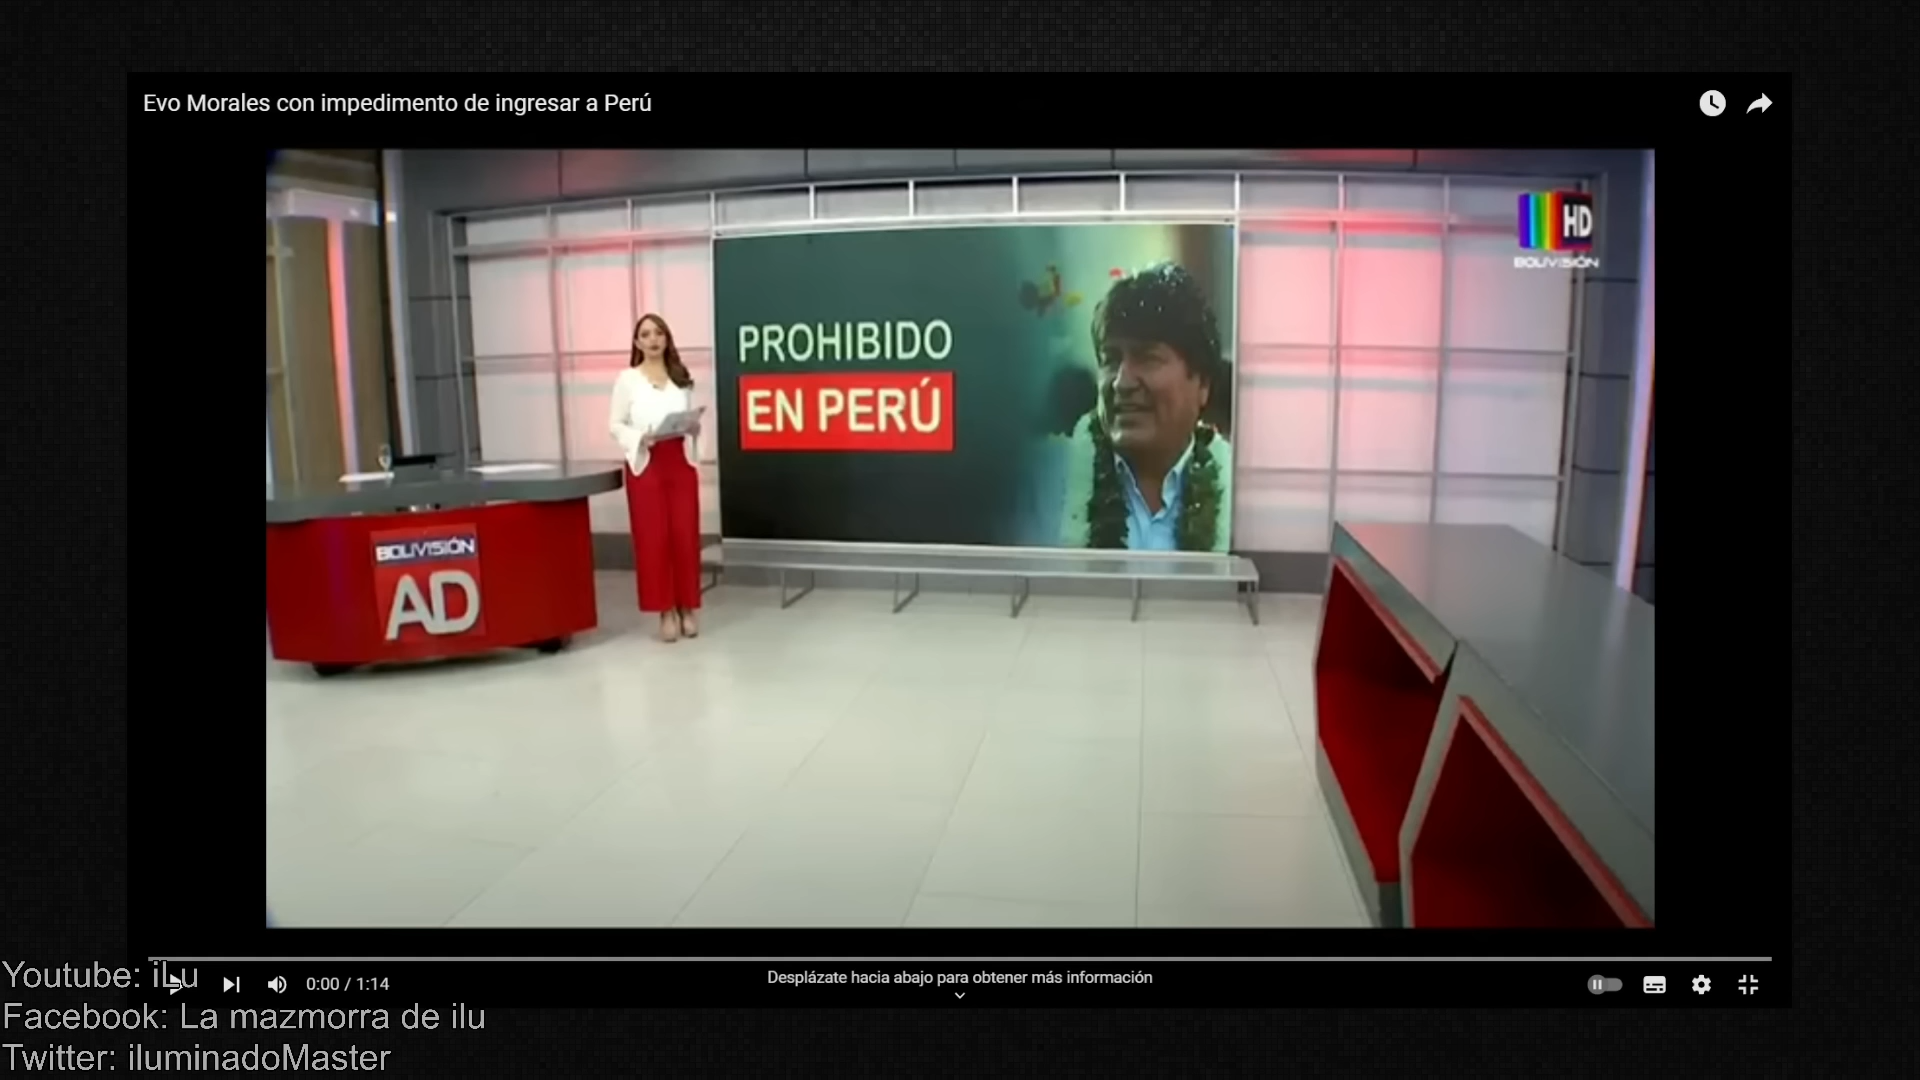 Evo Morales con impedimento de ingresar a Perú
HD
BOLIVISIÓN
PROHIBIDO
EN PERÚ
BOLIVISIÓN
AD
Youtube: iLu
0:00 / 1:14
Desplázate hacia abajo para obtener más información
Facebook: La mazmorra de ilu
Twitter: iluminadoMaster